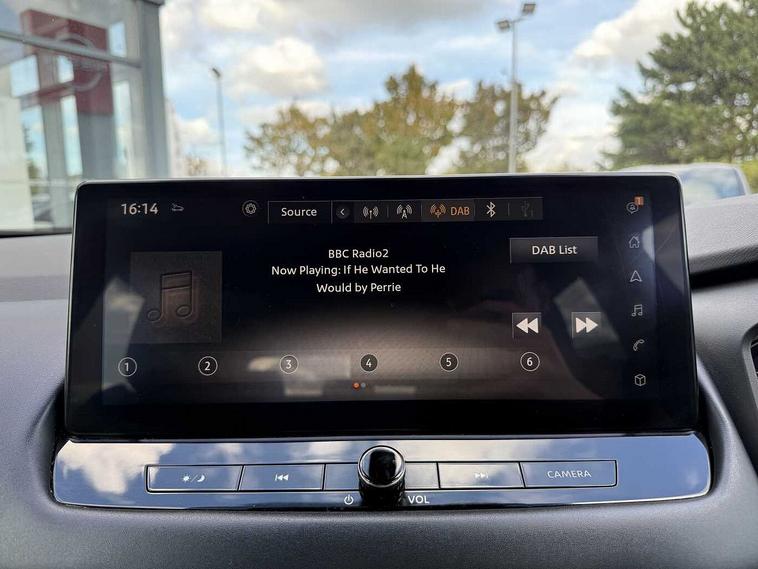 16:14
Source
A
DAB
1
BBC Radio2
DAB List
Now Playing: If He Wanted To He
Would by Perrie
1 2 3 4 5 6
CAMERA
VOL